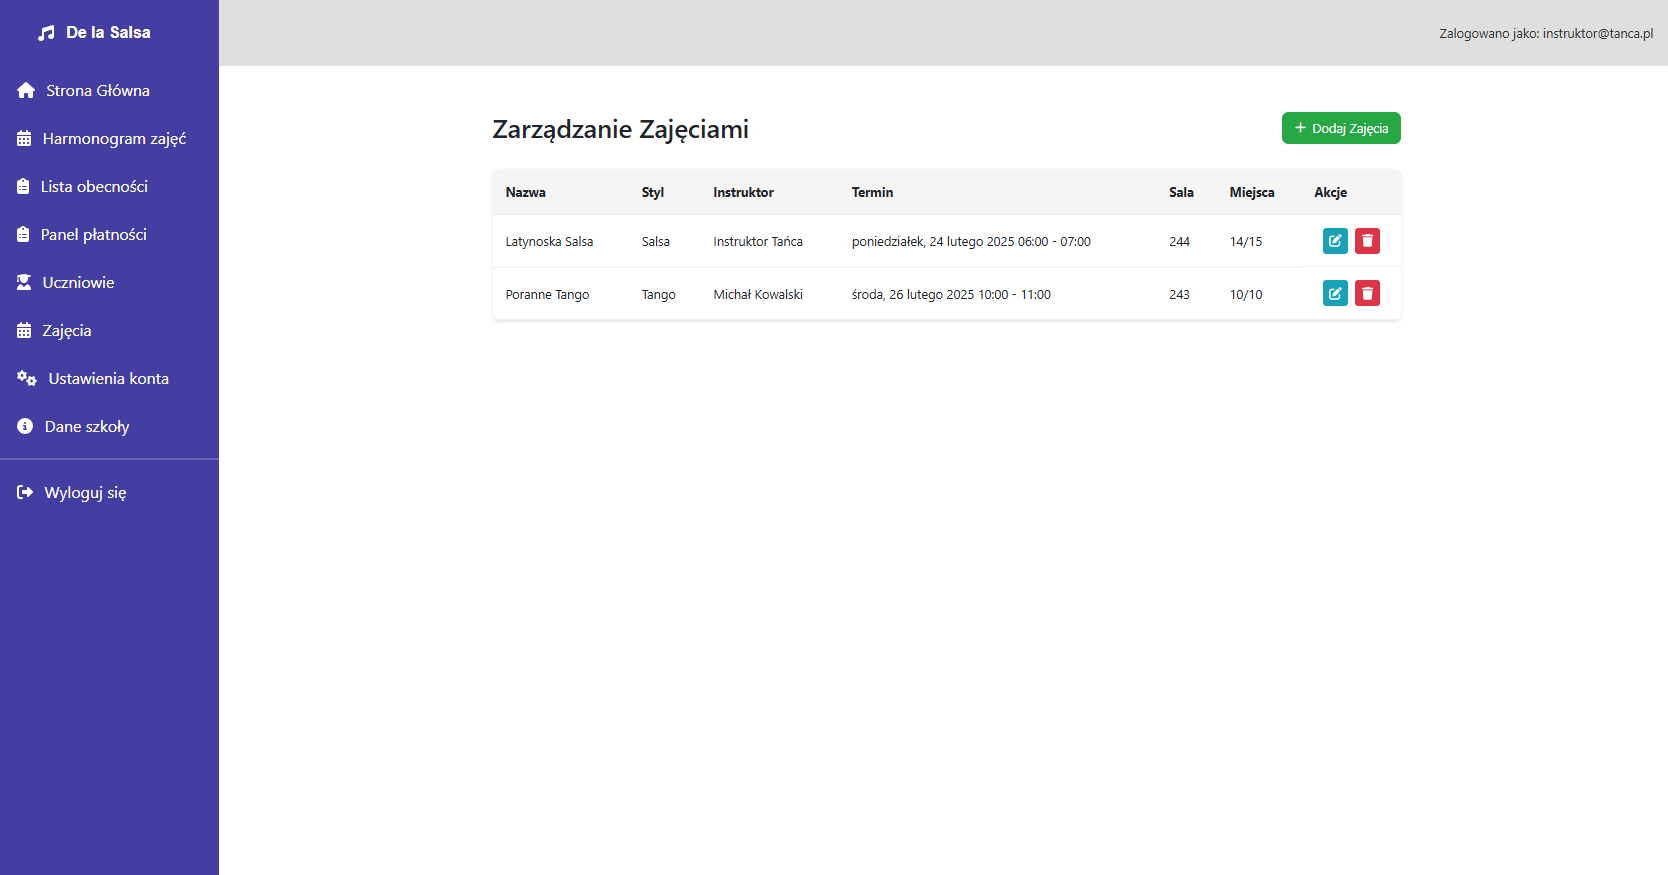 De la Salsa
Zalogowano jako: instruktor@tanca.pl
Strona Główna
Harmonogram zajęć
Lista obecności
Panel płatności
Uczniowie
Zajęcia
Ustawienia konta
Dane szkoły
Wyloguj się
Zarządzanie Zajęciami
Dodaj Zajęcia
Nazwa Styl Instruktor Termin Sala Miejsca Akcje
Latynoska Salsa Salsa Instruktor Tańca poniedziałek, 24 lutego 2025 06:00 - 07:00 244 14/15
Poranne Tango Tango Michał Kowalski środa, 26 lutego 2025 10:00 - 11:00 243 10/10